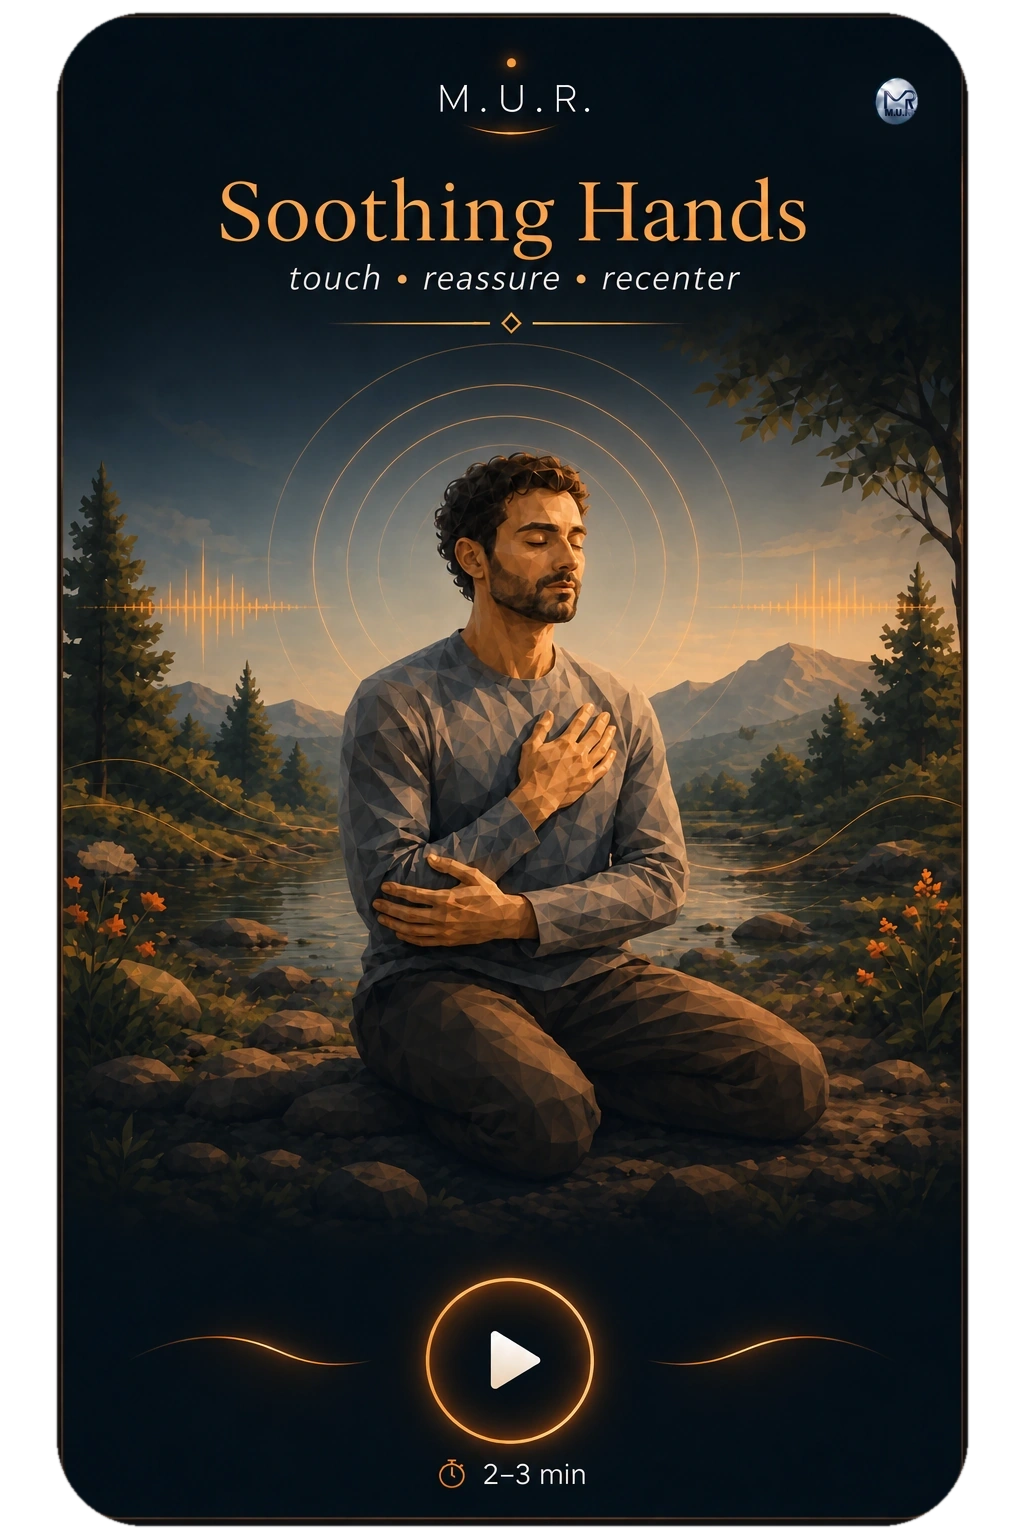 M.U.R.
M.U.R.
Soothing Hands
touch • reassure • recenter
2–3 min